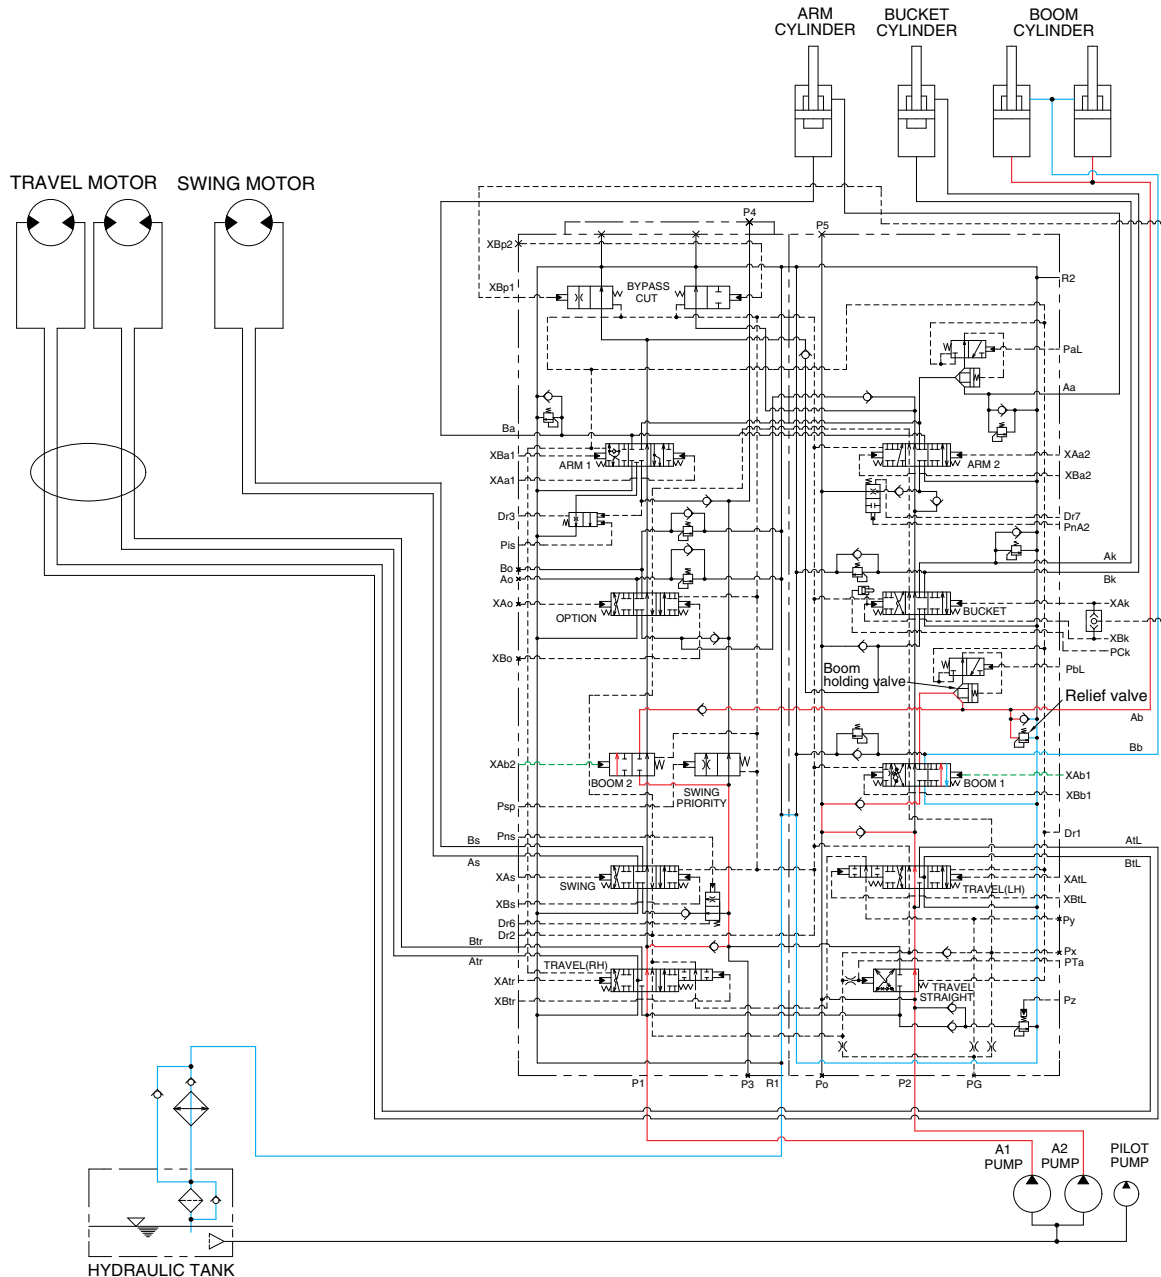 ARM
CYLINDER
BUCKET
CYLINDER
BOOM
CYLINDER
TRAVEL MOTOR
SWING MOTOR
P4
P5
XBp2
XBp1
BYPASS
CUT
R2
PaL
Aa
Ba
XBa1
ARM 1
XAa1
ARM 2
XAa2
XBa2
Dr3
Dr7
PnA2
Pis
Bo
Ao
Ak
Bk
XAo
OPTION
BUCKET
XAk
XBk
PCk
XBo
PbL
Boom
holding valve
Relief valve
Ab
Bb
XAb2
BOOM 2
SWING
PRIORITY
BOOM 1
XAb1
XBb1
Psp
Pns
Dr1
Bs
As
AtL
BtL
XAs
SWING
TRAVEL(LH)
XAtL
XBtL
XBs
Dr6
Dr2
Py
Btr
Atr
Px
PTa
TRAVEL(RH)
XAtr
XBtr
TRAVEL
STRAIGHT
Pz
P1
P3
R1
Po
P2
PG
A1
PUMP
A2
PUMP
PILOT
PUMP
HYDRAULIC TANK